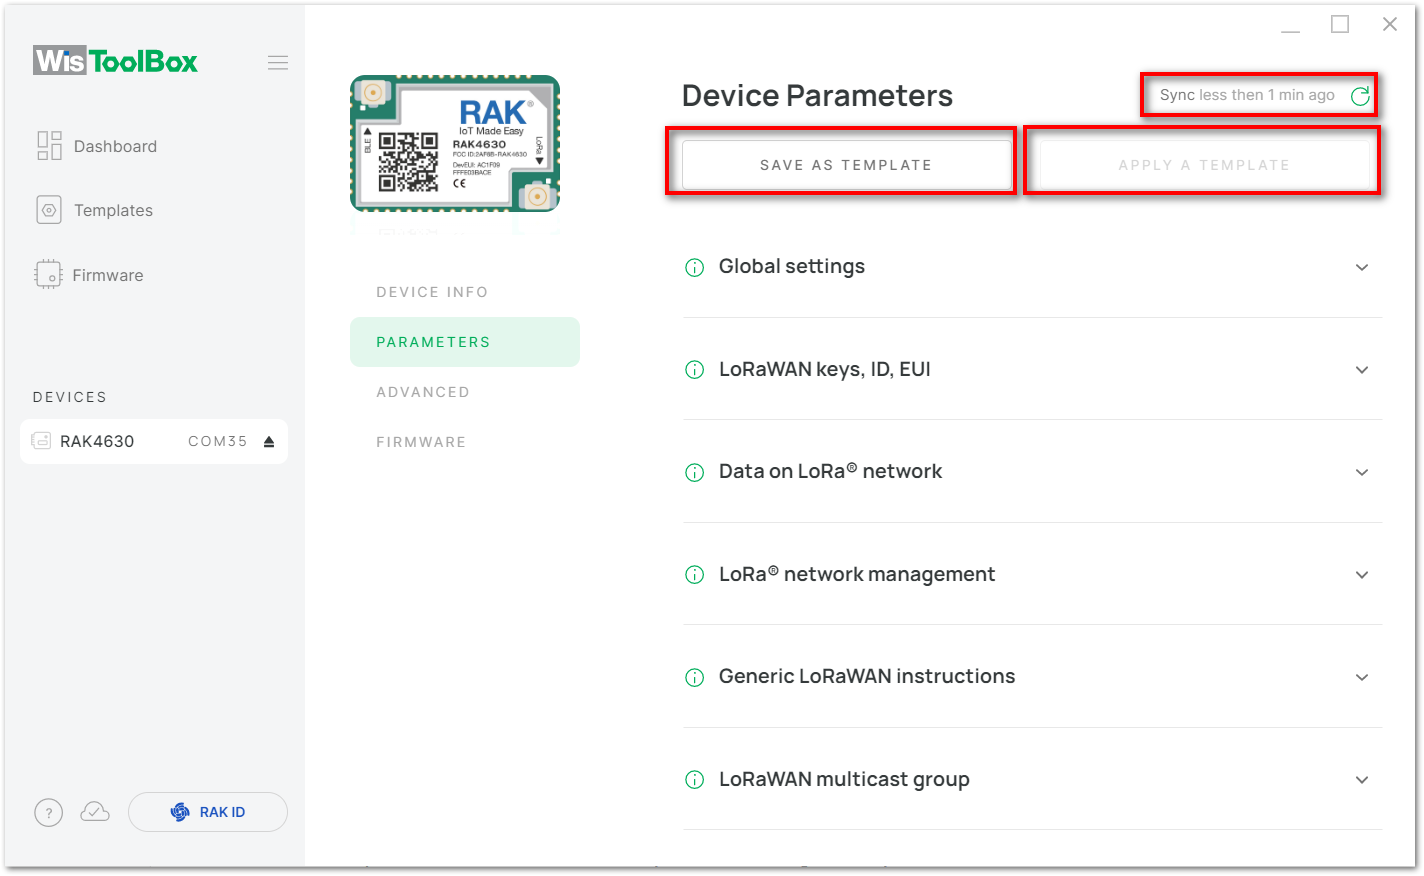 WisToolBox
Dashboard
Templates
Firmware
DEVICES
RAK4630 COM35
?
RAK ID
RAK®
IoT Made Easy
RAK4630
FCC ID:2AF6B-RAK4630
DevEUI: AC1F09
FFFE03BACE
CE
BLE
LoRa
DEVICE INFO
PARAMETERS
ADVANCED
FIRMWARE
Device Parameters
Sync less then 1 min ago
SAVE AS TEMPLATE
APPLY A TEMPLATE
Global settings
LoRaWAN keys, ID, EUI
Data on LoRa® network
LoRa® network management
Generic LoRaWAN instructions
LoRaWAN multicast group